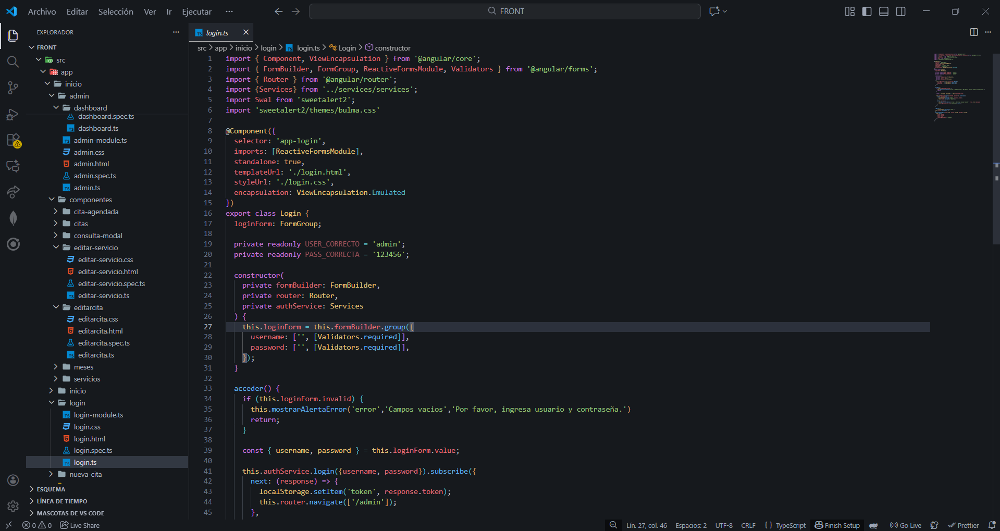 Archivo Editar Selección Ver Ir Ejecutar ··· FRONT
EXPLORADOR ···
FRONT
src
app
inicio
admin
dashboard
dashboard.spec.ts
dashboard.ts
admin-module.ts
admin.css
admin.html
admin.spec.ts
admin.ts
componentes
cita-agendada
citas
consulta-modal
editar-servicio
editar-servicio.css
editar-servicio.html
editar-servicio.spec.ts
editar-servicio.ts
editarcita
editarcita.css
editarcita.html
editarcita.spec.ts
editarcita.ts
meses
servicios
inicio
login
login-module.ts
login.css
login.html
login.spec.ts
login.ts
nueva-cita
ESQUEMA
LÍNEA DE TIEMPO
MASCOTAS DE VS CODE
TS login.ts
src > app > inicio > login > TS login.ts > Login > constructor
1 import { Component, ViewEncapsulation } from '@angular/core';
2 import { FormBuilder, FormGroup, ReactiveFormsModule, Validators } from '@angular/forms';
3 import { Router } from '@angular/router';
4 import {Services} from '../services/services';
5 import Swal from 'sweetalert2';
6 import 'sweetalert2/themes/bulma.css'
7
8 @Component({
9 selector: 'app-login',
10 imports: [ReactiveFormsModule],
11 standalone: true,
12 templateUrl: './login.html',
13 styleUrl: './login.css',
14 encapsulation: ViewEncapsulation.Emulated
15 })
16 export class Login {
17 loginForm: FormGroup;
18
19 private readonly USER_CORRECTO = 'admin';
20 private readonly PASS_CORRECTA = '123456';
21
22 constructor(
23 private formBuilder: FormBuilder,
24 private router: Router,
25 private authService: Services
26 ) {
27 this.loginForm = this.formBuilder.group({
28 username: ['', [Validators.required]],
29 password: ['', [Validators.required]],
30 });
31 }
32
33 acceder() {
34 if (this.loginForm.invalid) {
35 this.mostrarAlertaError('error','Campos vacios','Por favor, ingresa usuario y contraseña.')
36 return;
37 }
38
39 const { username, password } = this.loginForm.value;
40
41 this.authService.login({username, password}).subscribe({
42 next: (response) => {
43 localStorage.setItem('token', response.token);
44 this.router.navigate(['/admin']);
45 },
0 0 Live Share Lín. 27, col. 46 Espacios: 2 UTF-8 CRLF { } TypeScript Finish Setup Go Live Prettier